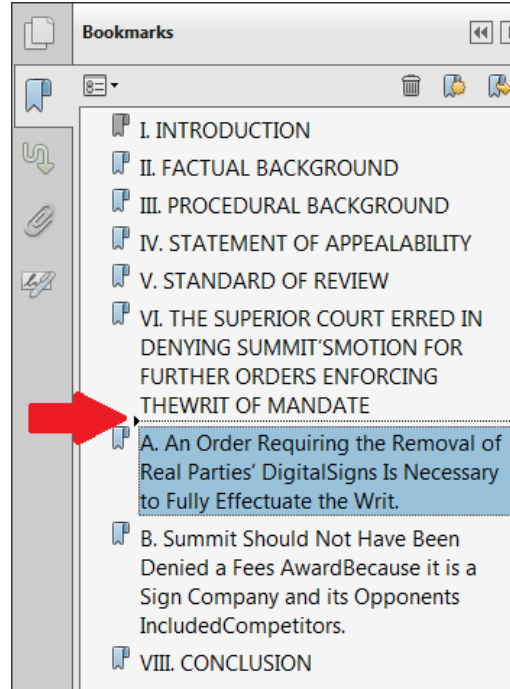 Bookmarks
I. INTRODUCTION
II. FACTUAL BACKGROUND
III. PROCEDURAL BACKGROUND
IV. STATEMENT OF APPEALABILITY
V. STANDARD OF REVIEW
VI. THE SUPERIOR COURT ERRED IN
DENYING SUMMIT'SMOTION FOR
FURTHER ORDERS ENFORCING
THEWRIT OF MANDATE
A. An Order Requiring the Removal of
Real Parties' DigitalSigns Is Necessary
to Fully Effectuate the Writ.
B. Summit Should Not Have Been
Denied a Fees AwardBecause it is a
Sign Company and its Opponents
IncludedCompetitors.
VIII. CONCLUSION